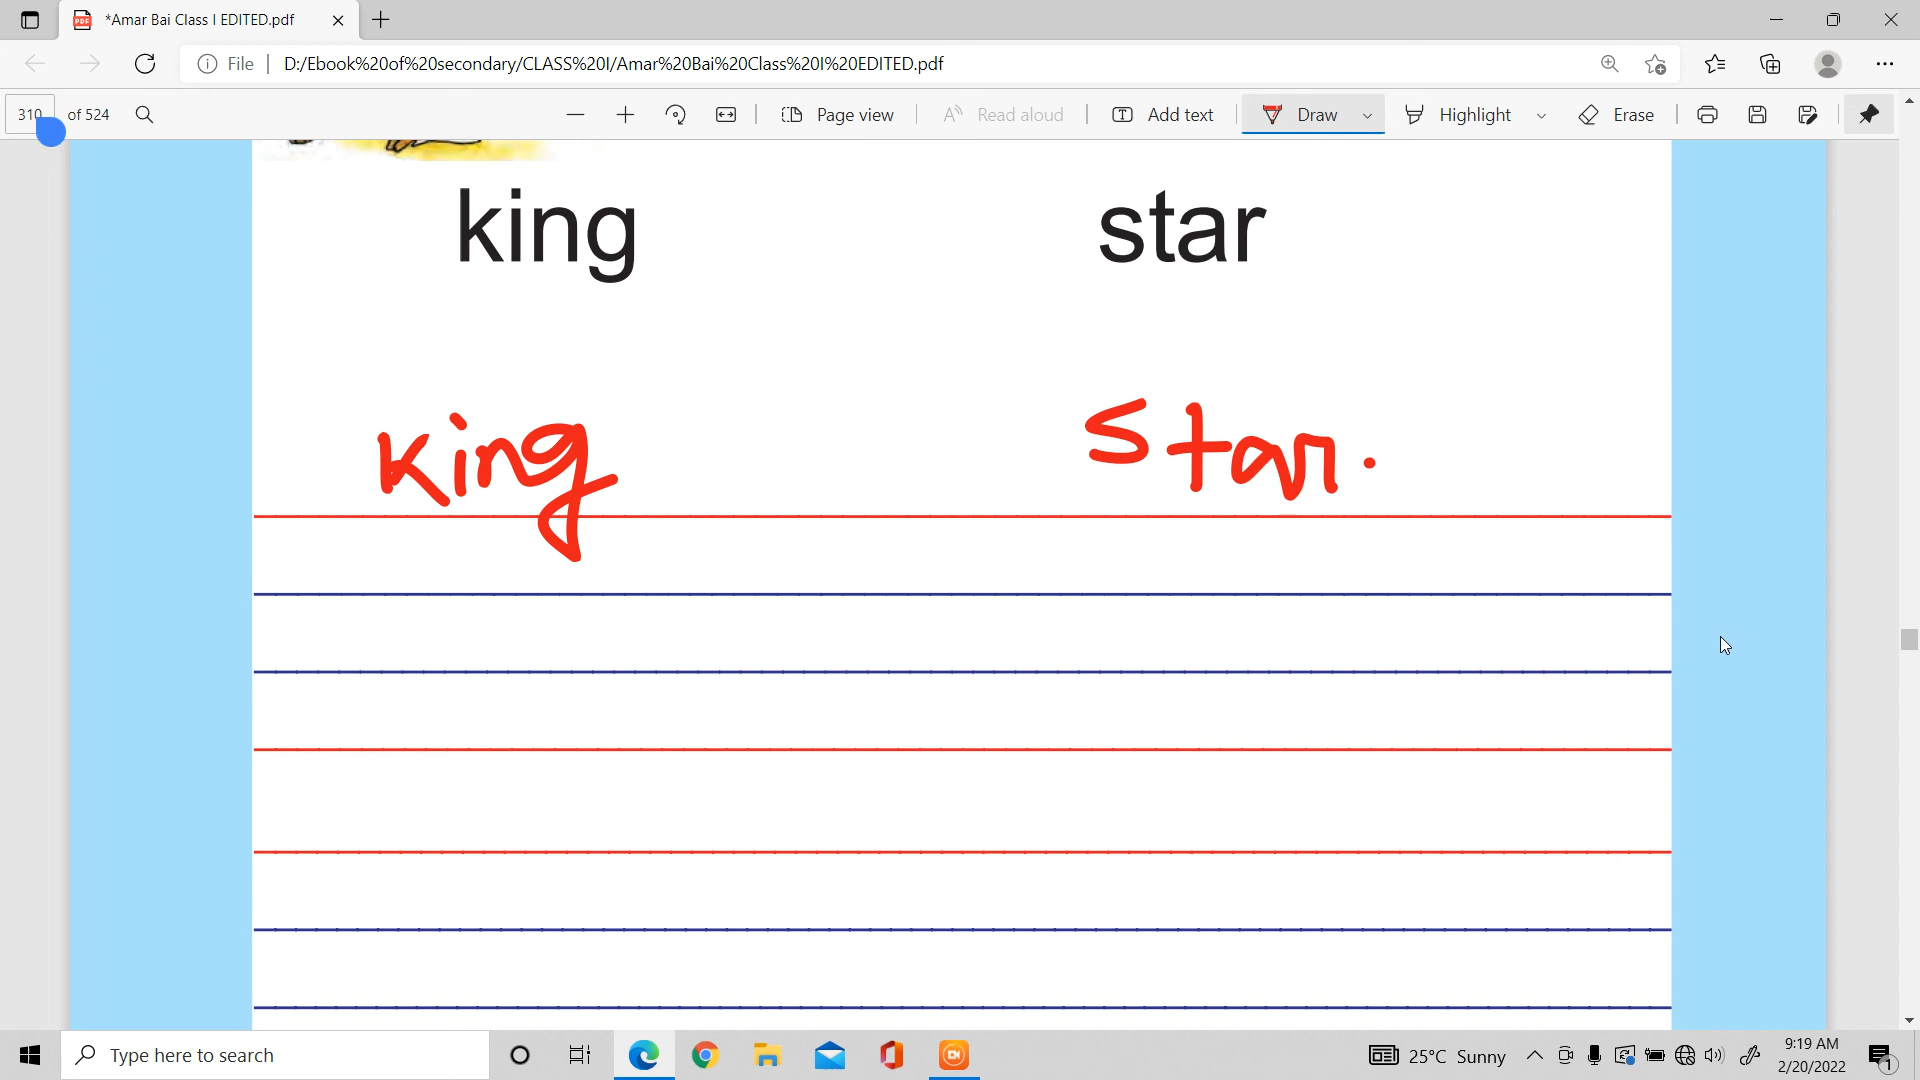 *Amar Bai Class I EDITED.pdf
File D:/Ebook%20of%20secondary/CLASS%20I/Amar%20Bai%20Class%20I%20EDITED.pdf
310 of 524 Page view Read aloud Add text Draw Highlight Erase
king star
King star.
Type here to search 25°C Sunny 9:19 AM
2/20/2022 1